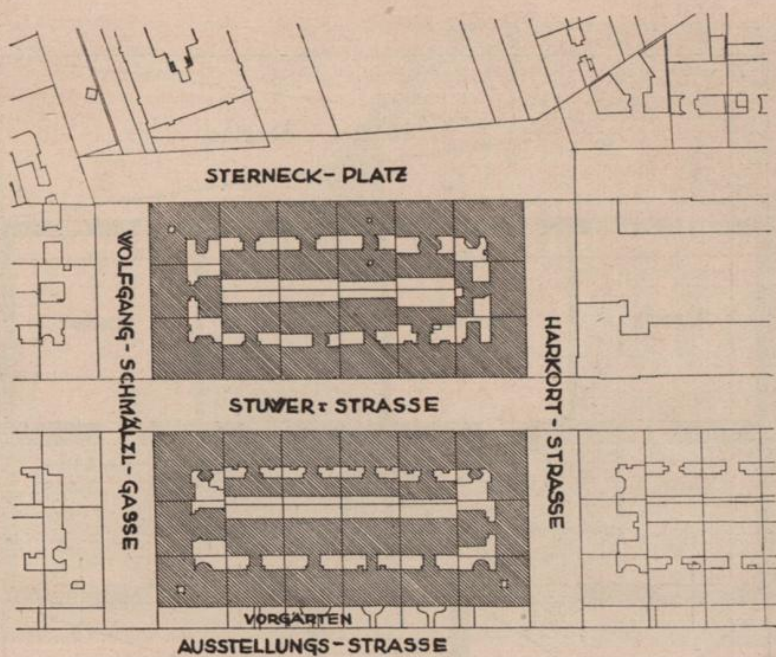 STERNECK-PLATZ
WOLFGANG-SCHMÄLZL-GASSE
HARKORT-STRASSE
STUWER-STRASSE
VORGÄRTEN
AUSSTELLUNGS-STRASSE